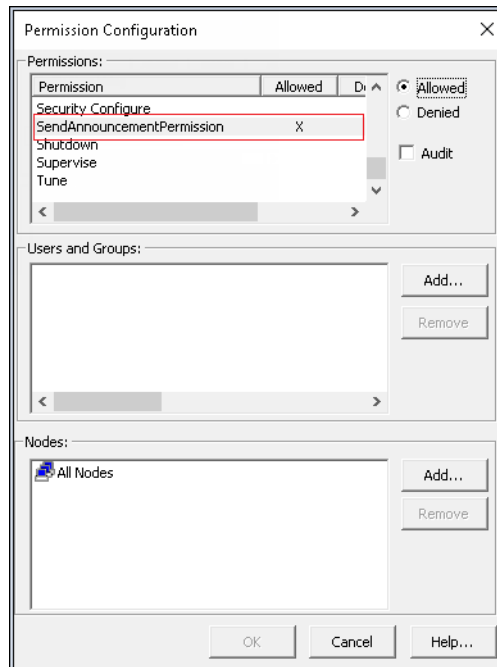 Permission Configuration
Permissions:
Permission Allowed D
Allowed
Security Configure
Denied
SendAnnouncementPermission X
Shutdown
Audit
Supervise
Tune
Users and Groups:
Add...
Remove
Nodes:
All Nodes
Add...
Remove
OK Cancel Help...